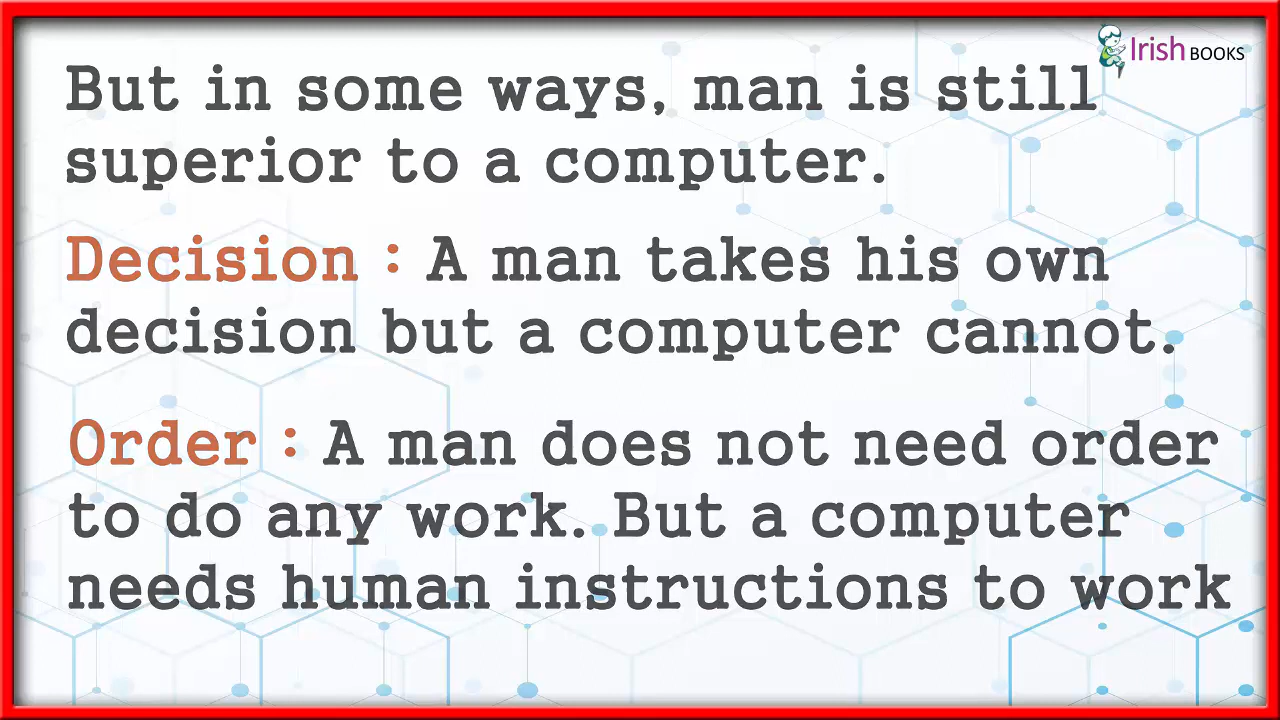 Irish BOOKS
But in some ways, man is still
superior to a computer.
Decision : A man takes his own
decision but a computer cannot.
Order : A man does not need order
to do any work. But a computer
needs human instructions to work